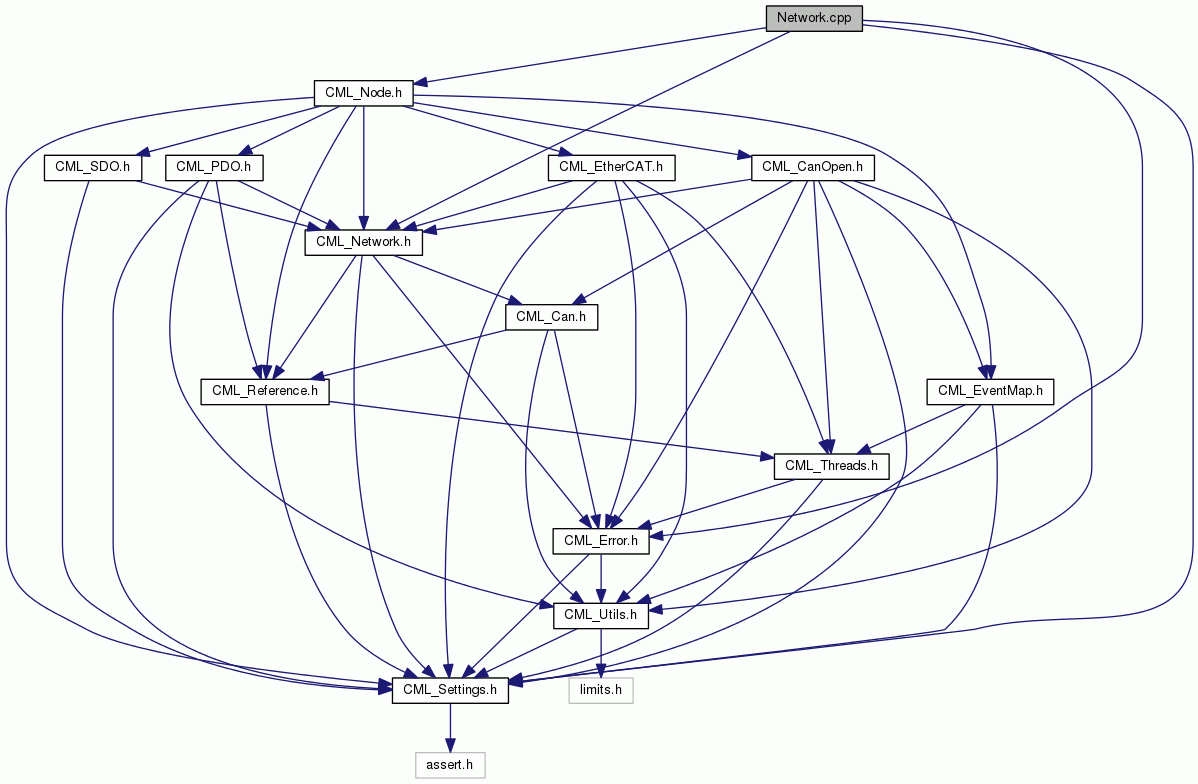 Network.cpp
CML_Node.h
CML_SDO.h
CML_PDO.h
CML_EtherCAT.h
CML_CanOpen.h
CML_Network.h
CML_Can.h
CML_Reference.h
CML_EventMap.h
CML_Threads.h
CML_Error.h
CML_Utils.h
CML_Settings.h
limits.h
assert.h